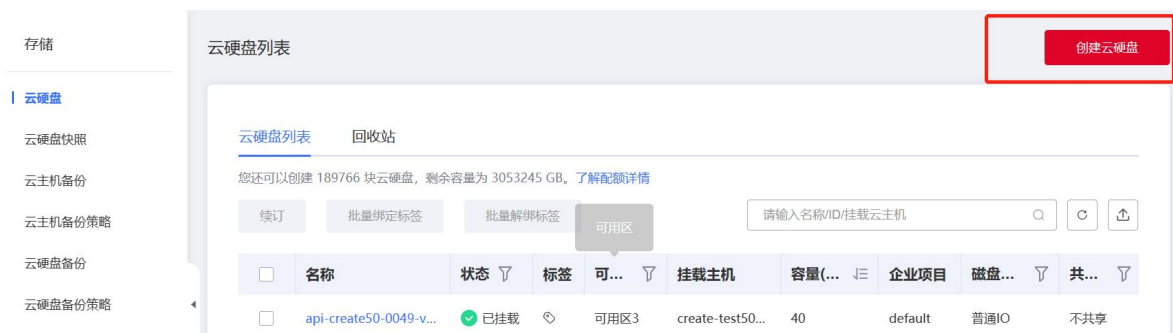 存储
云硬盘列表
创建云硬盘
云硬盘
云硬盘快照
云主机备份
云主机备份策略
云硬盘备份
云硬盘备份策略
云硬盘列表 回收站
您还可以创建 189766 块云硬盘，剩余容量为 3053245 GB。了解配额详情
续订 批量绑定标签 批量解绑标签 可用区 请输入名称/ID/挂载云主机
名称 状态 标签 可... 挂载主机 容量(... 企业项目 磁盘... 共...
api-create50-0049-v... 已挂载 可用区3 create-test50... 40 default 普通IO 不共享